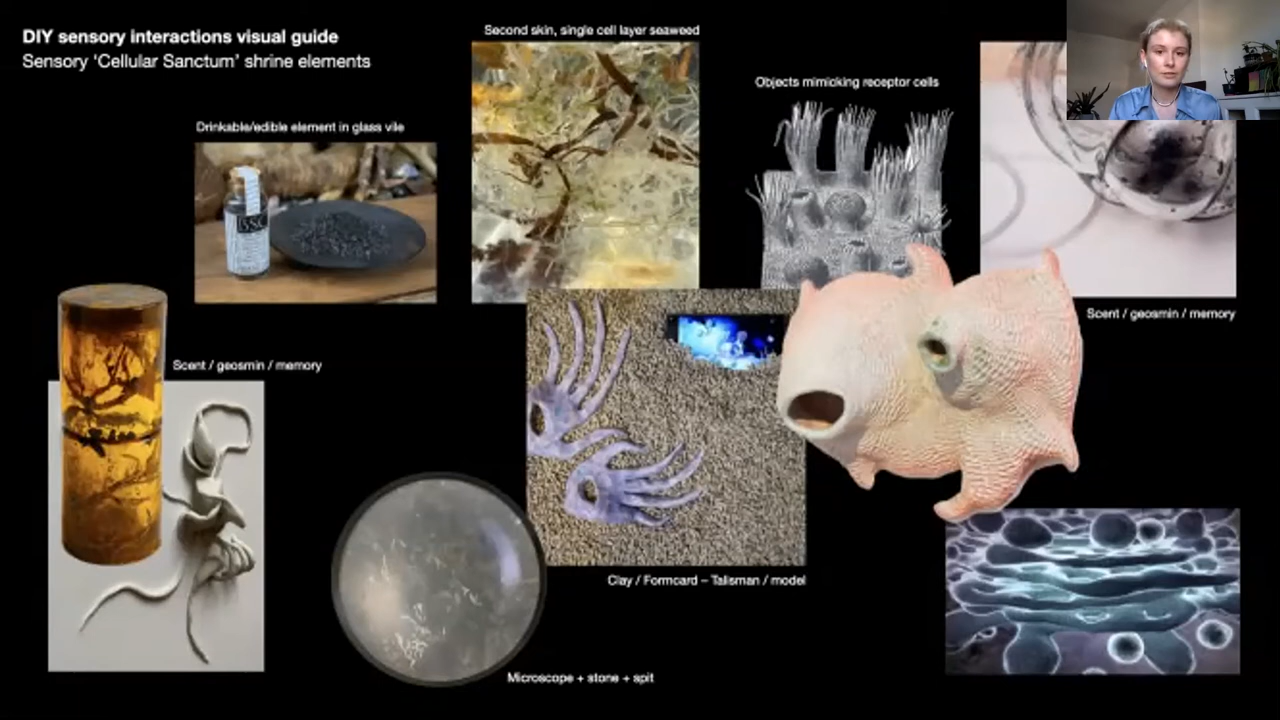 DIY sensory interactions visual guide
Sensory ‘Cellular Sanctum’ shrine elements
Second skin, single cell layer seaweed
Objects mimicking receptor cells
Drinkable/edible element in glass vile
Scent / geosmin / memory
Scent / geosmin / memory
Clay / Formcard – Talisman / model
Microscope + stone + spit